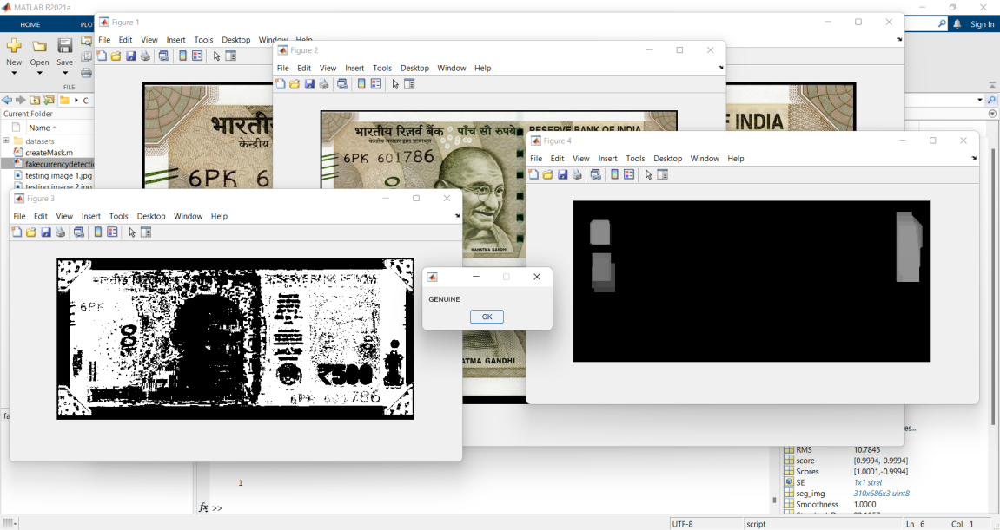 MATLAB R2021a
HOME
PLO
Sign In
New
Open
Save
FILE
C:
Current Folder
Name
datasets
createMask.m
fakecurrencydetectio
testing image 1.jpg
testing image 2.jpg
Figure 1
File Edit View Insert Tools Desktop Window Help
भारती
केन्द्रीय
6PK 6
INDIA
Figure 2
File Edit View Insert Tools Desktop Window Help
भारतीय रिज़र्व बैंक पाँच सौ रुपये RESERVE BANK OF INDIA
केन्द्रीय सरकार द्वारा प्रत्याभूत
6PK 601786
MAHATMA GANDHI
ATMA GANDHI
Figure 3
File Edit View Insert Tools Desktop Window Help
6PK
₹500
6PK 601786
Figure 4
File Edit View Insert Tools Desktop Window Help
GENUINE
OK
es...
RMS 10.7845
score [0.9994,-0.9994]
Scores [1.0001,-0.9994]
SE 1x1 strel
seg_img 310x686x3 uint8
Smoothness 1.0000
1
fx >>
UTF-8 script Ln 6 Col 1